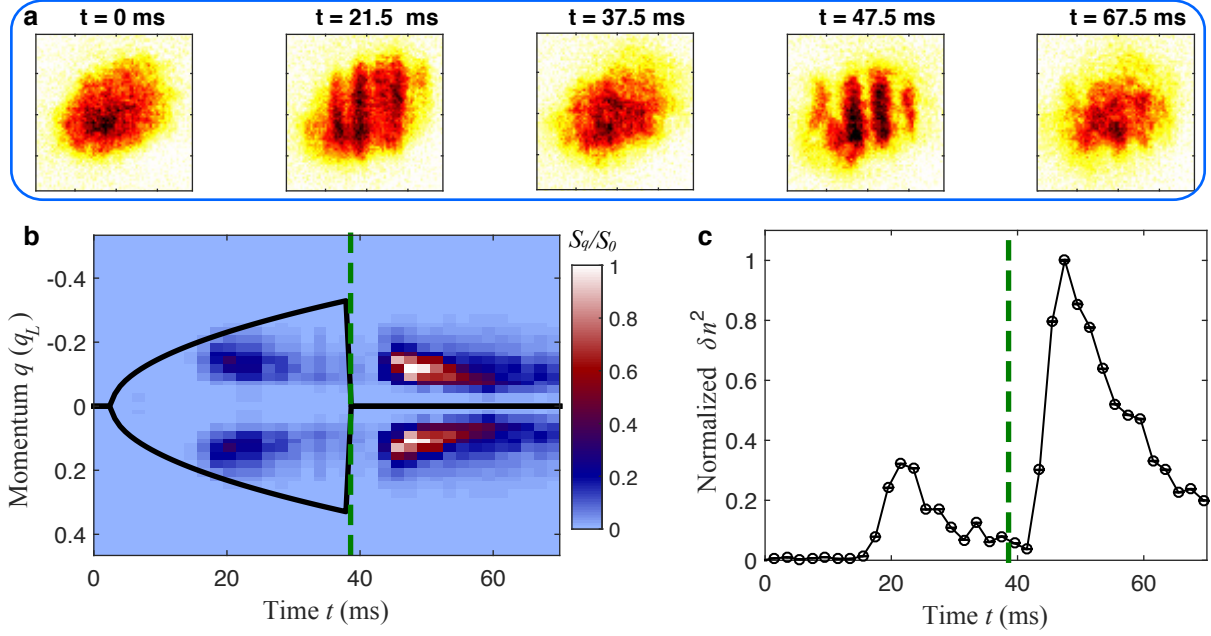 a
t = 0 ms
t = 21.5 ms
t = 37.5 ms
t = 47.5 ms
t = 67.5 ms
b
Sq/S0
-0.4
-0.2
0
0.2
0.4
Momentum q (qL)
0
20
40
60
Time t (ms)
1
0.8
0.6
0.4
0.2
0
c
1
0.8
0.6
0.4
0.2
0
Normalized δn²
0
20
40
60
Time t (ms)